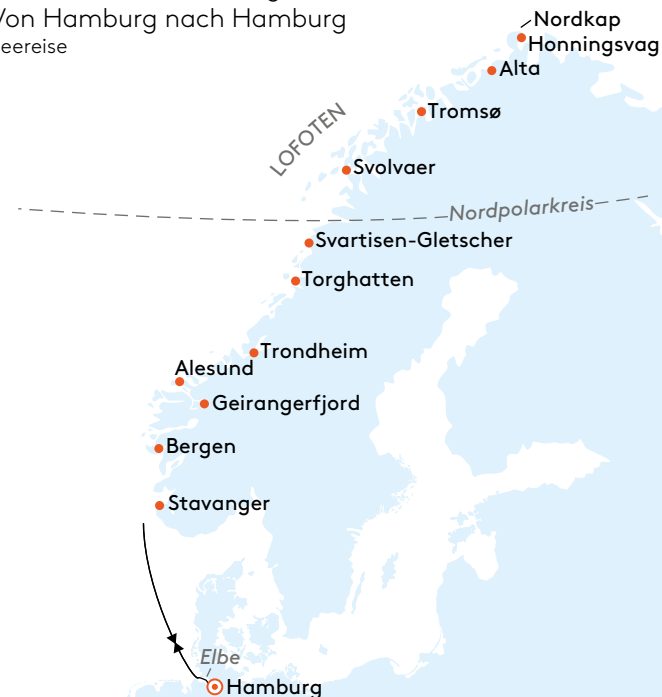 Von Hamburg nach Hamburg
eereise
Nordkap
Honningsvag
Alta
Tromsø
LOFOTEN
Svolvaer
Nordpolarkreis
Svartisen-Gletscher
Torghatten
Trondheim
Alesund
Geirangerfjord
Bergen
Stavanger
Elbe
Hamburg